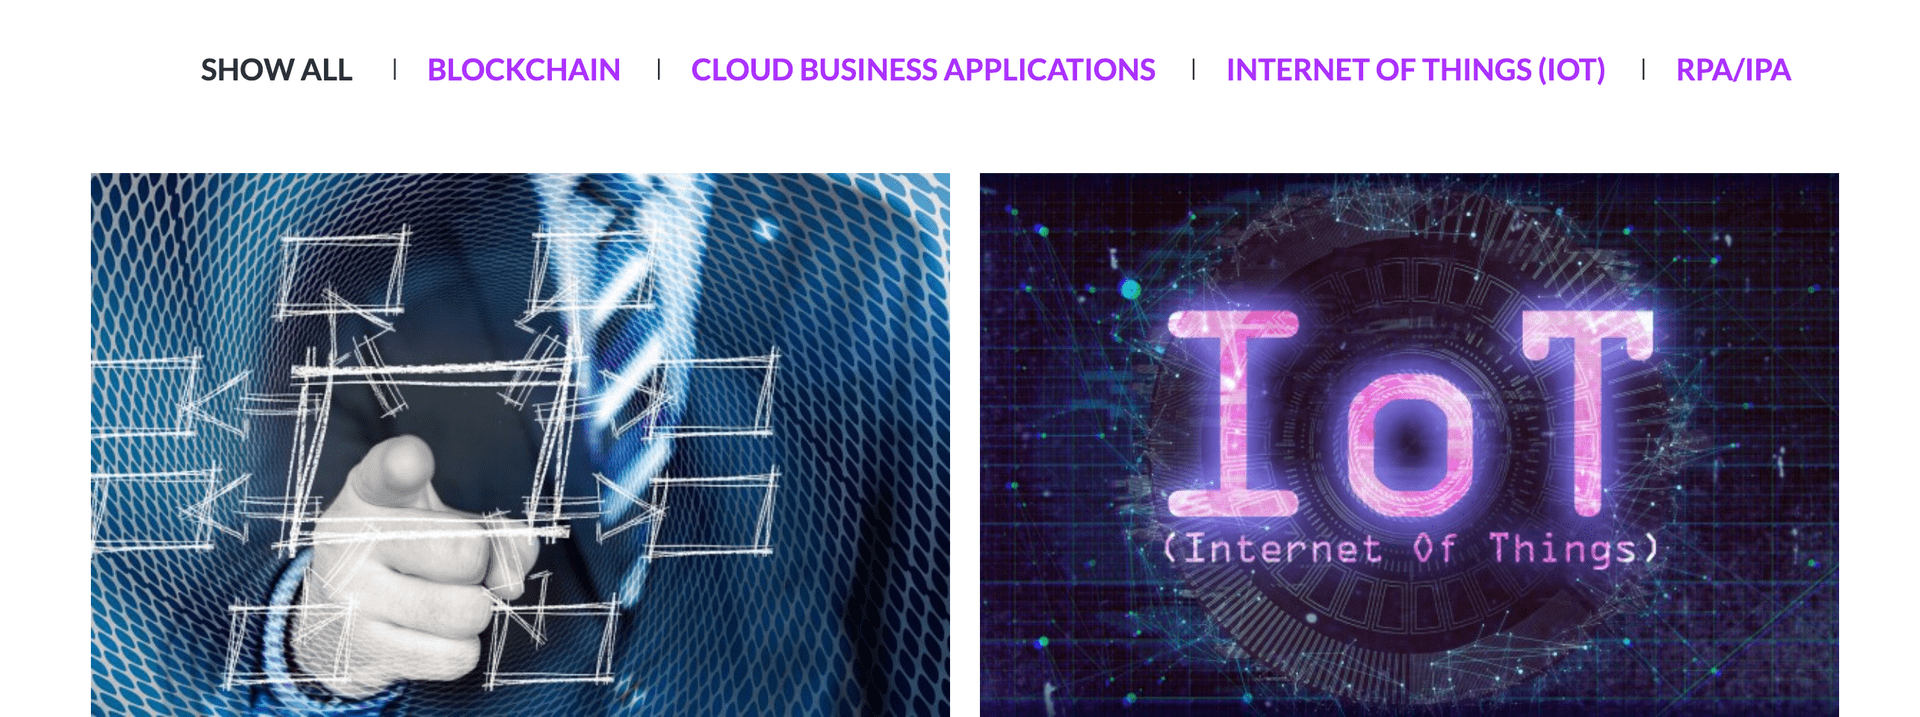 SHOW ALL | BLOCKCHAIN | CLOUD BUSINESS APPLICATIONS | INTERNET OF THINGS (IOT) | RPA/IPA
IoT
(Internet Of Things)